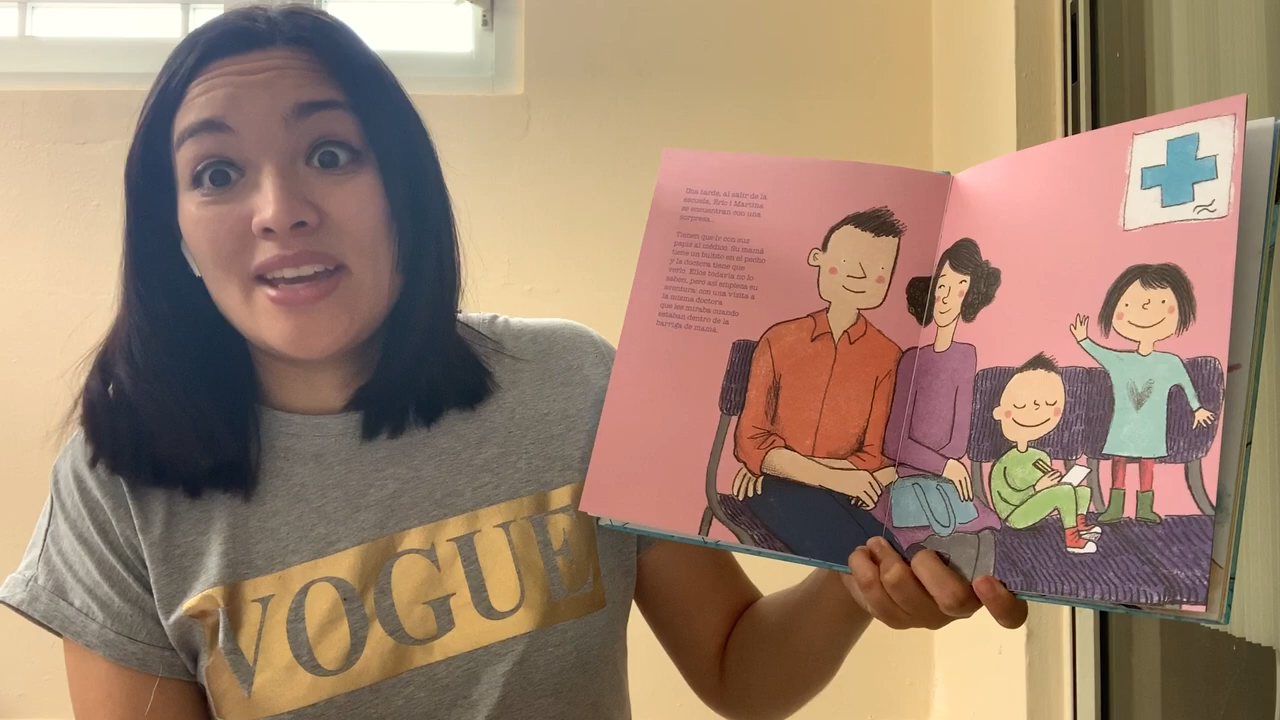 Una tarde, al salir de la
escuela, Èric i Martina
se encuentran con una
sorpresa...
Tienen que ir con sus
papis al médico. Su mamá
tiene un bultito en el pecho
y la doctora tiene que
verlo. Ellos todavía no lo
saben, pero así empieza su
aventura: con una visita a
la misma doctora
que les miraba cuando
estaban dentro de la
barriga de mamá.
VOGUE